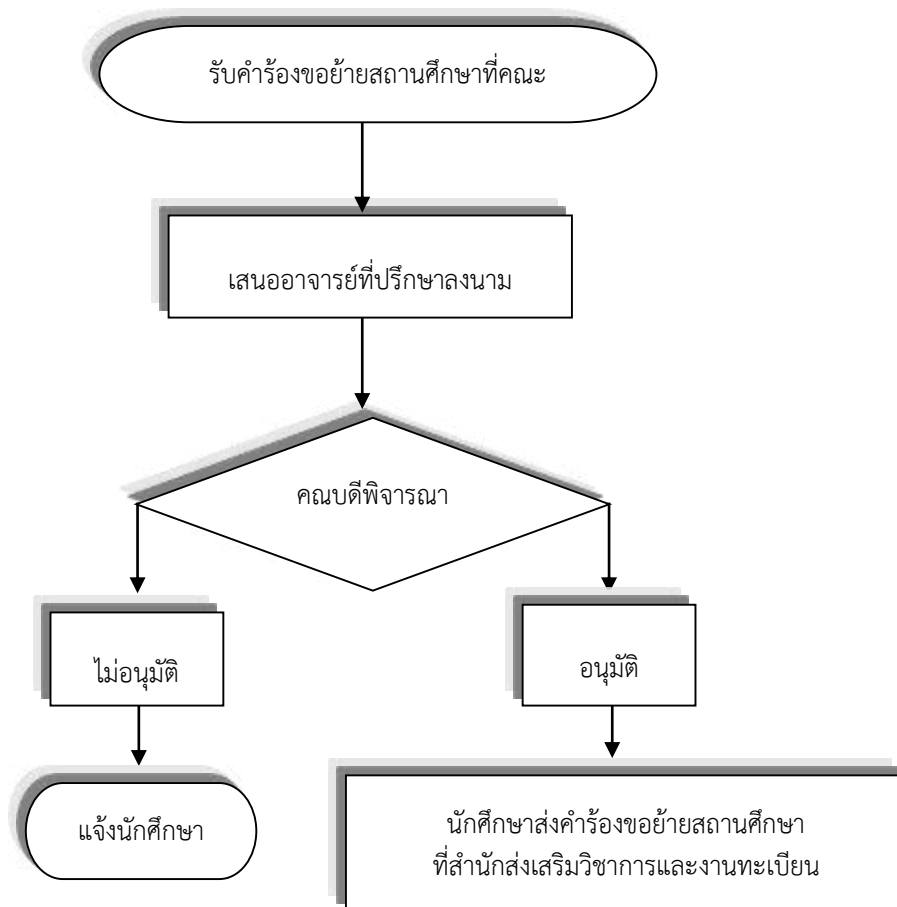 รับคำร้องขอย้ายสถานศึกษาที่คณะ
เสนออาจารย์ที่ปรึกษาลงนาม
คณบดีพิจารณา
ไม่อนุมัติ
อนุมัติ
แจ้งนักศึกษา
นักศึกษาส่งคำร้องขอย้ายสถานศึกษา
ที่สำนักส่งเสริมวิชาการและงานทะเบียน